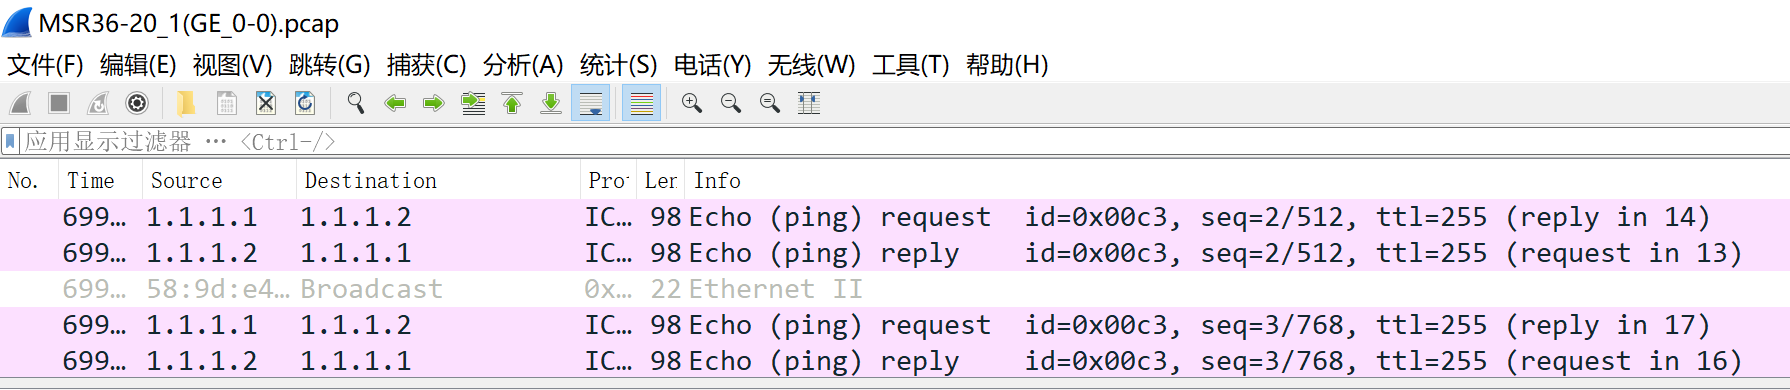 MSR36-20_1(GE_0-0).pcap
文件(F) 编辑(E) 视图(V) 跳转(G) 捕获(C) 分析(A) 统计(S) 电话(Y) 无线(W) 工具(T) 帮助(H)
应用显示过滤器 … <Ctrl-/>
No. Time Source Destination Pro Len Info
699… 1.1.1.1 1.1.1.2 IC… 98 Echo (ping) request id=0x00c3, seq=2/512, ttl=255 (reply in 14)
699… 1.1.1.2 1.1.1.1 IC… 98 Echo (ping) reply id=0x00c3, seq=2/512, ttl=255 (request in 13)
699… 58:9d:e4… Broadcast 0x… 22 Ethernet II
699… 1.1.1.1 1.1.1.2 IC… 98 Echo (ping) request id=0x00c3, seq=3/768, ttl=255 (reply in 17)
699… 1.1.1.2 1.1.1.1 IC… 98 Echo (ping) reply id=0x00c3, seq=3/768, ttl=255 (request in 16)